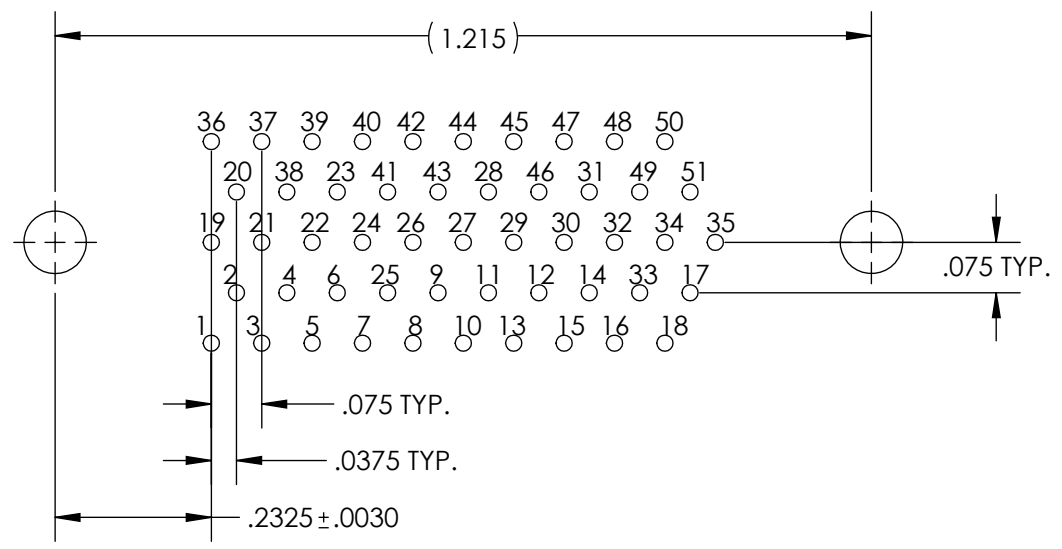 (1.215)
36 37 39 40 42 44 45 47 48 50
20 38 23 41 43 28 46 31 49 51
19 21 22 24 26 27 29 30 32 34 35
.075 TYP.
2 4 6 25 9 11 12 14 33 17
1 3 5 7 8 10 13 15 16 18
.075 TYP.
.0375 TYP.
.2325±.0030